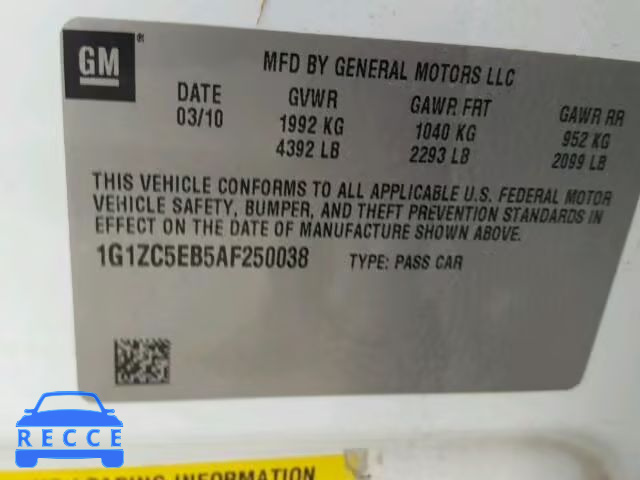 GM ®
MFD BY GENERAL MOTORS LLC
DATE GVWR GAWR FRT GAWR RR
03/10 1992 KG 1040 KG 952 KG
4392 LB 2293 LB 2099 LB
THIS VEHICLE CONFORMS TO ALL APPLICABLE U.S. FEDERAL MOTOR
VEHICLE SAFETY, BUMPER, AND THEFT PREVENTION STANDARDS IN
EFFECT ON THE DATE OF MANUFACTURE SHOWN ABOVE.
1G1ZC5EB5AF250038 TYPE: PASS CAR
RECCE
LOADING INFORMATION